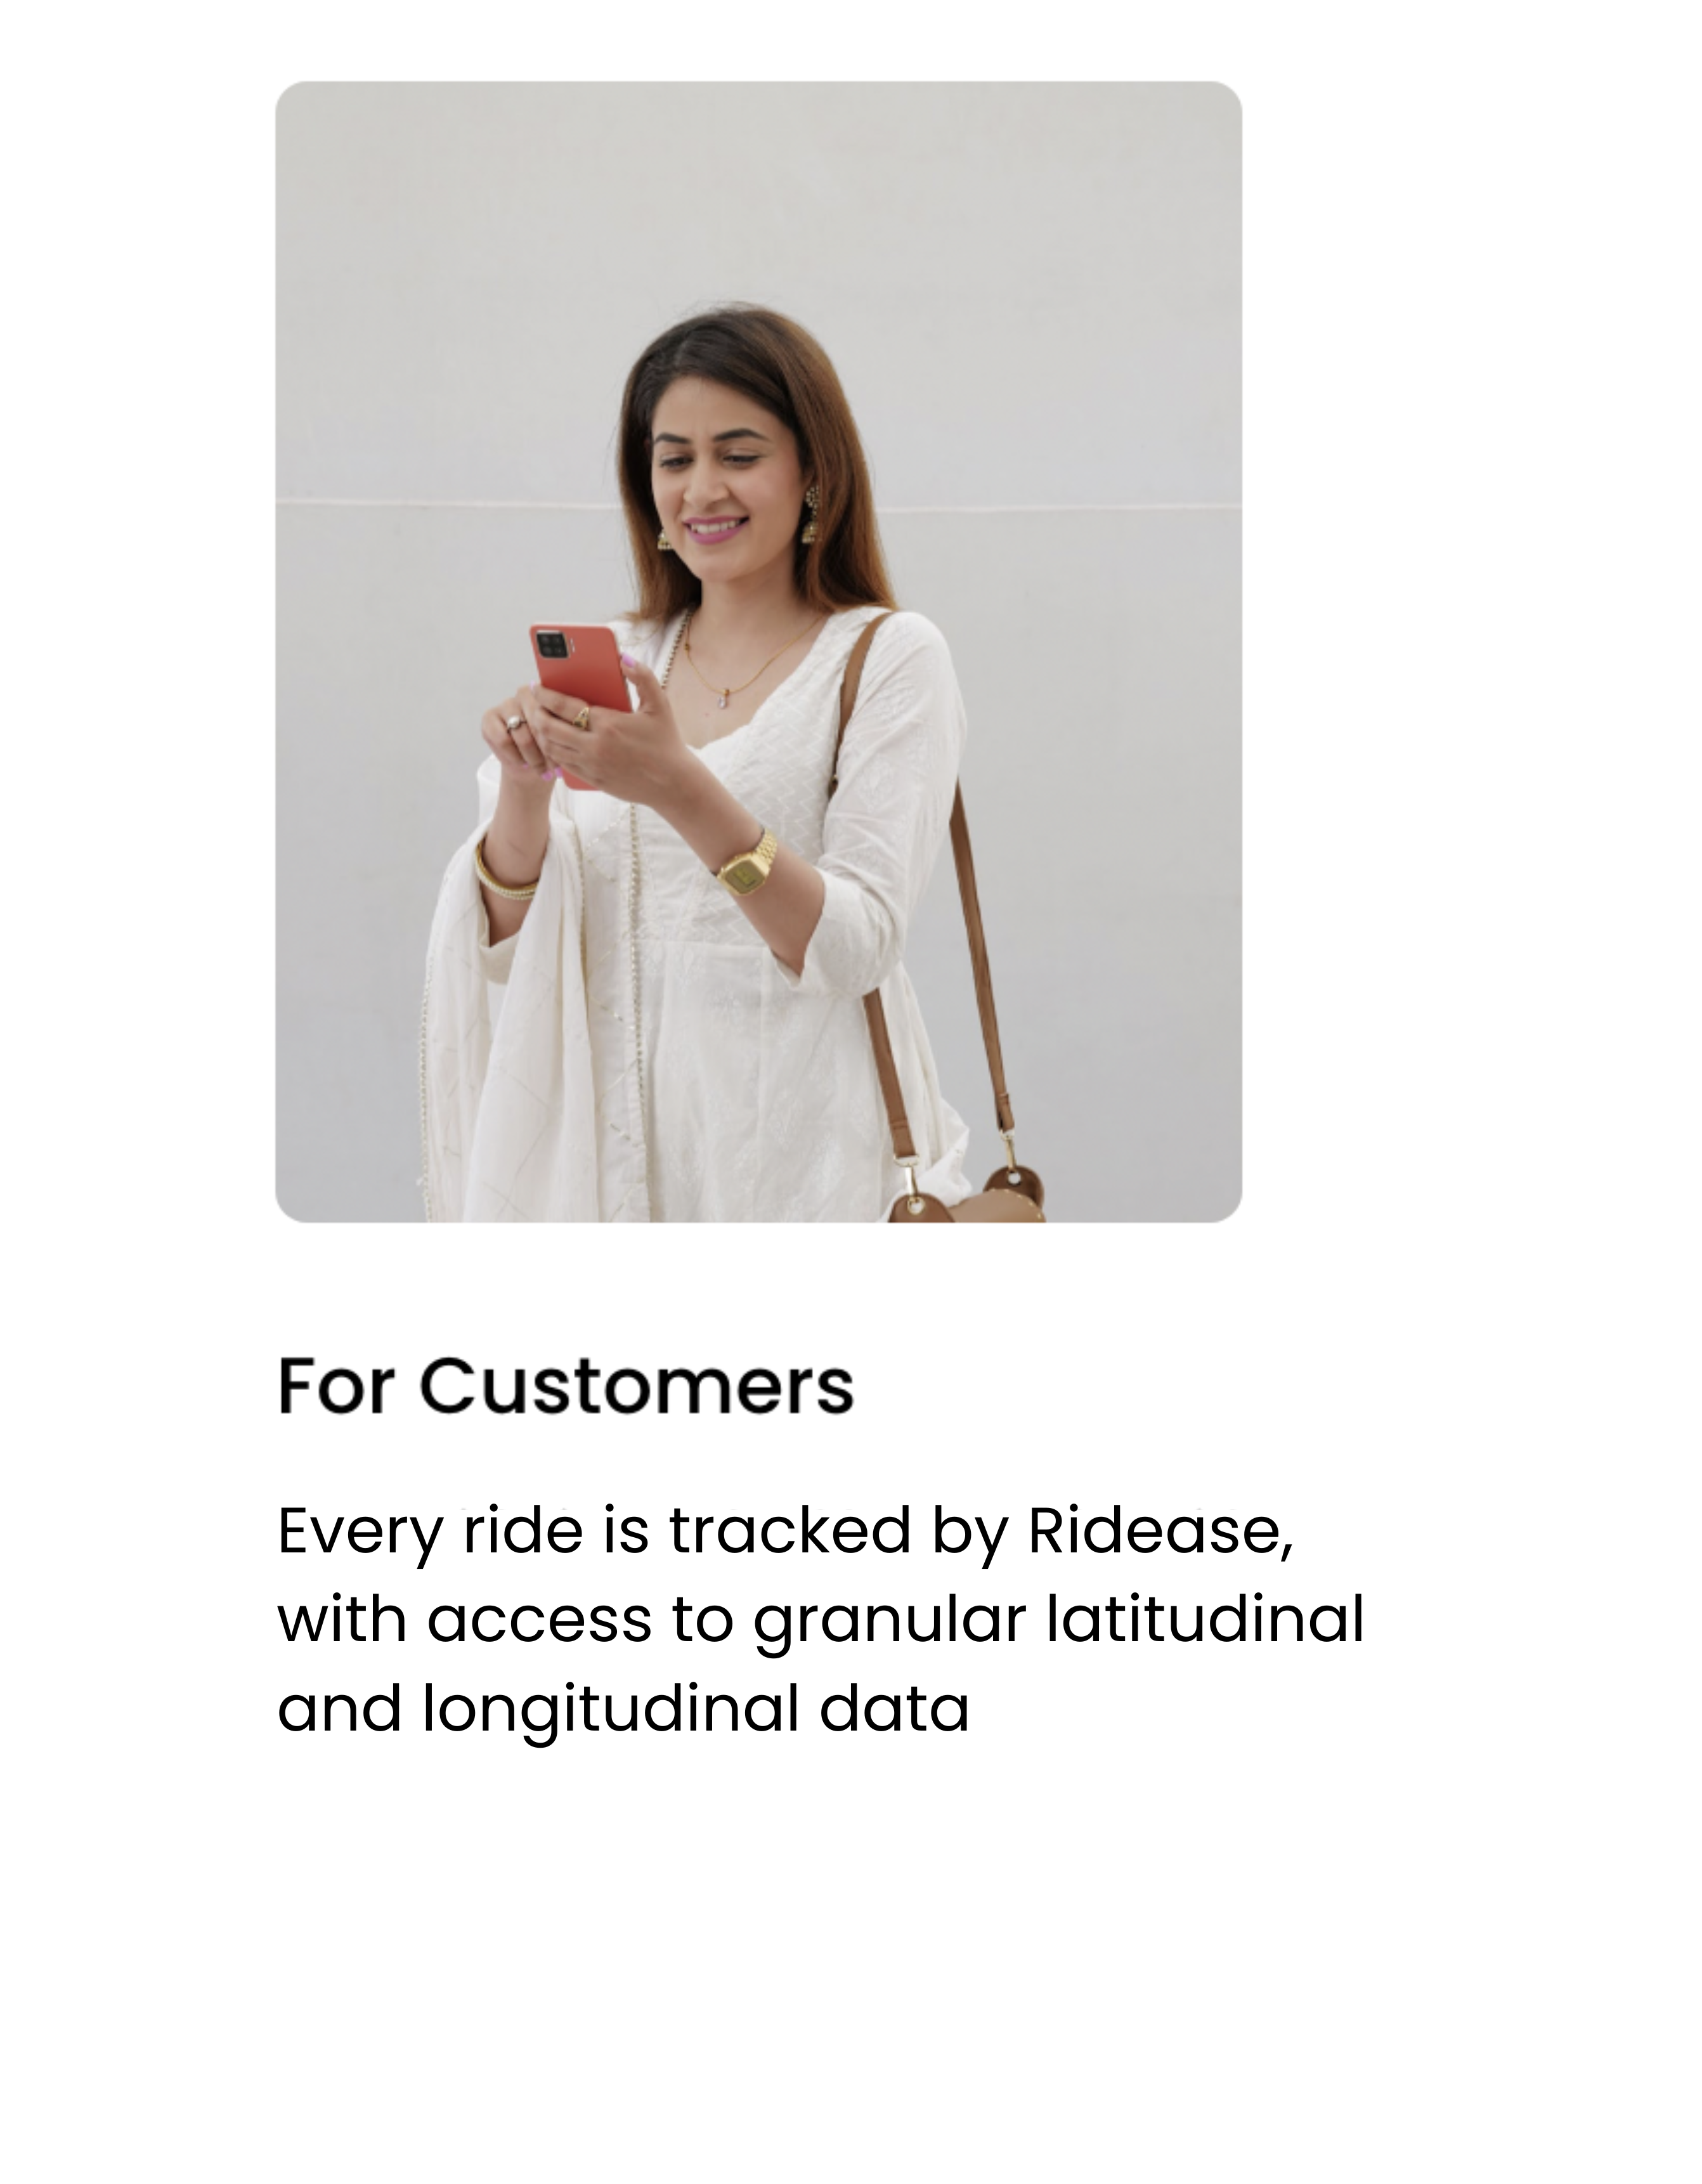 For Customers
Every ride is tracked by Ridease,
with access to granular latitudinal
and longitudinal data